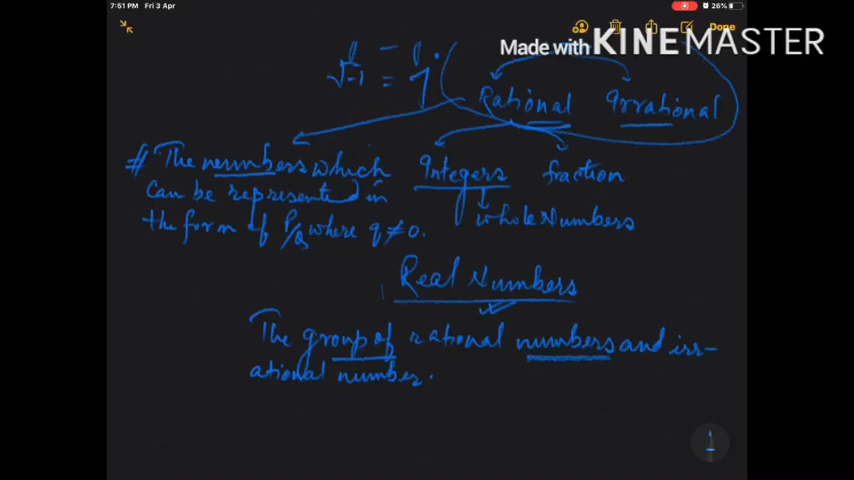 7:51 PM Fri 3 Apr
26%
Done
Made with KINEMASTER
√-1 =
Rational Irrational
# The numbers which
can be represented in
the form of P/Q where q ≠ 0.
Integers fraction
whole Numbers
Real Numbers
The group of rational numbers and irr-
ational number.